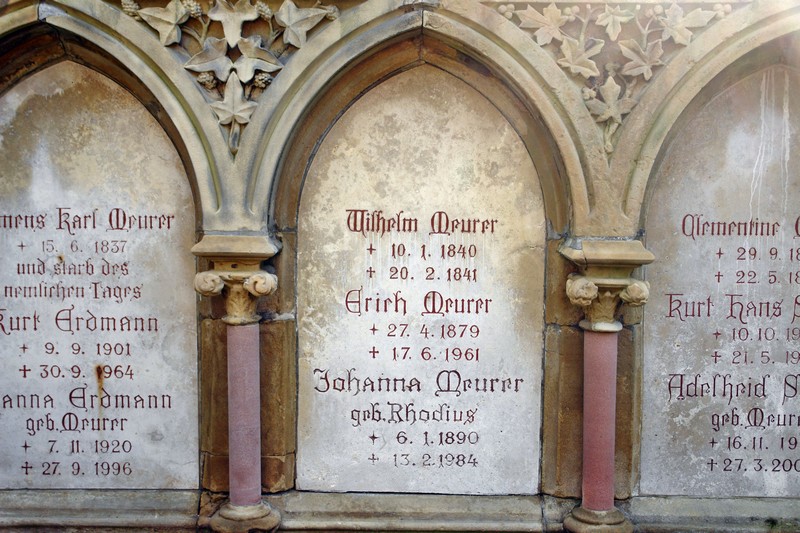 Karl Meurer
+ 15. 6. 1837
und starb des
nemlichen Tages
Kurt Erdmann
+ 9. 9. 1901
+ 30. 9. 1964
Erdmann
geb. Meurer
+ 7. 11. 1920
+ 27. 9. 1996
Wilhelm Meurer
+ 10. 1. 1840
+ 20. 2. 1841
Erich Meurer
+ 27. 4. 1879
+ 17. 6. 1961
Johanna Meurer
geb. Rhodius
+ 6. 1. 1890
+ 13. 2. 1984
Clementine
+ 29. 9.
+ 22. 5.
Kurt Hans
+ 10. 10.
+ 21. 5.
Adelheid
geb. Meurer
+ 16. 11.
+ 27. 3.